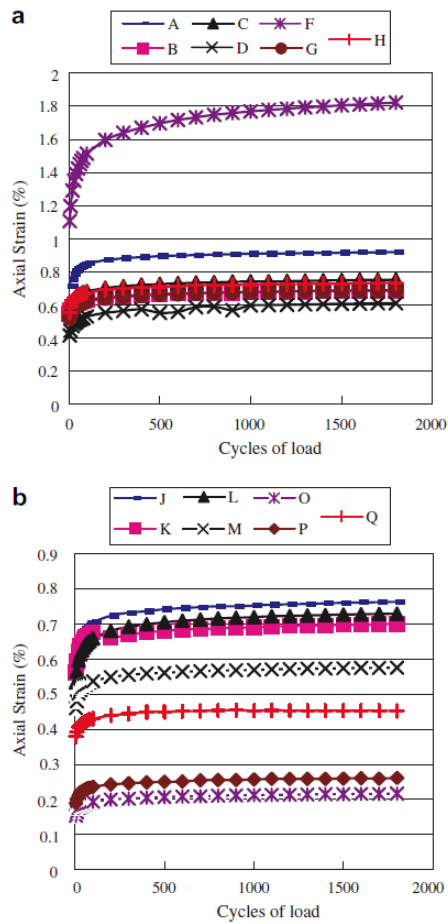 a
A C F H
B D G
Axial Strain (%)
2
1.8
1.6
1.4
1.2
1
0.8
0.6
0.4
0.2
0
0 500 1000 1500 2000
Cycles of load
b
J L O Q
K M P
Axial Strain (%)
0.9
0.8
0.7
0.6
0.5
0.4
0.3
0.2
0.1
0
0 500 1000 1500 2000
Cycles of load